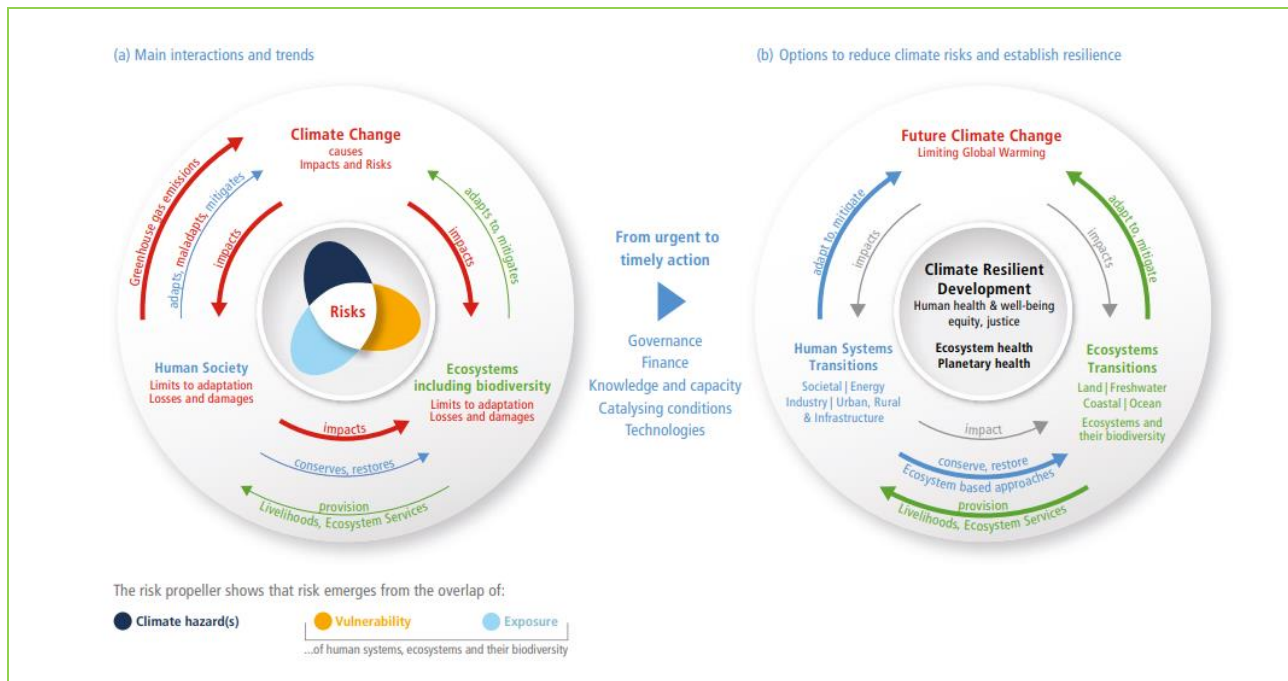 (a) Main interactions and trends
Climate Change
causes
Impacts and Risks
Greenhouse gas emissions
adapts, maladapts, mitigates
impacts
impacts
adapts to, mitigates
Risks
Human Society
Limits to adaptation
Losses and damages
Ecosystems
including biodiversity
Limits to adaptation
Losses and damages
impacts
conserves, restores
provision
Livelihoods, Ecosystem Services
From urgent to
timely action
Governance
Finance
Knowledge and capacity
Catalysing conditions
Technologies
(b) Options to reduce climate risks and establish resilience
Future Climate Change
Limiting Global Warming
adapt to, mitigate
impacts
impacts
adapt to, mitigate
Climate Resilient
Development
Human health & well-being
equity, justice
Ecosystem health
Planetary health
Human Systems
Transitions
Societal | Energy
Industry | Urban, Rural
& Infrastructure
Ecosystems
Transitions
Land | Freshwater
Coastal | Ocean
Ecosystems and
their biodiversity
impact
conserve, restore
Ecosystem based approaches
provision
Livelihoods, Ecosystem Services
The risk propeller shows that risk emerges from the overlap of:
Climate hazard(s)
Vulnerability
Exposure
...of human systems, ecosystems and their biodiversity